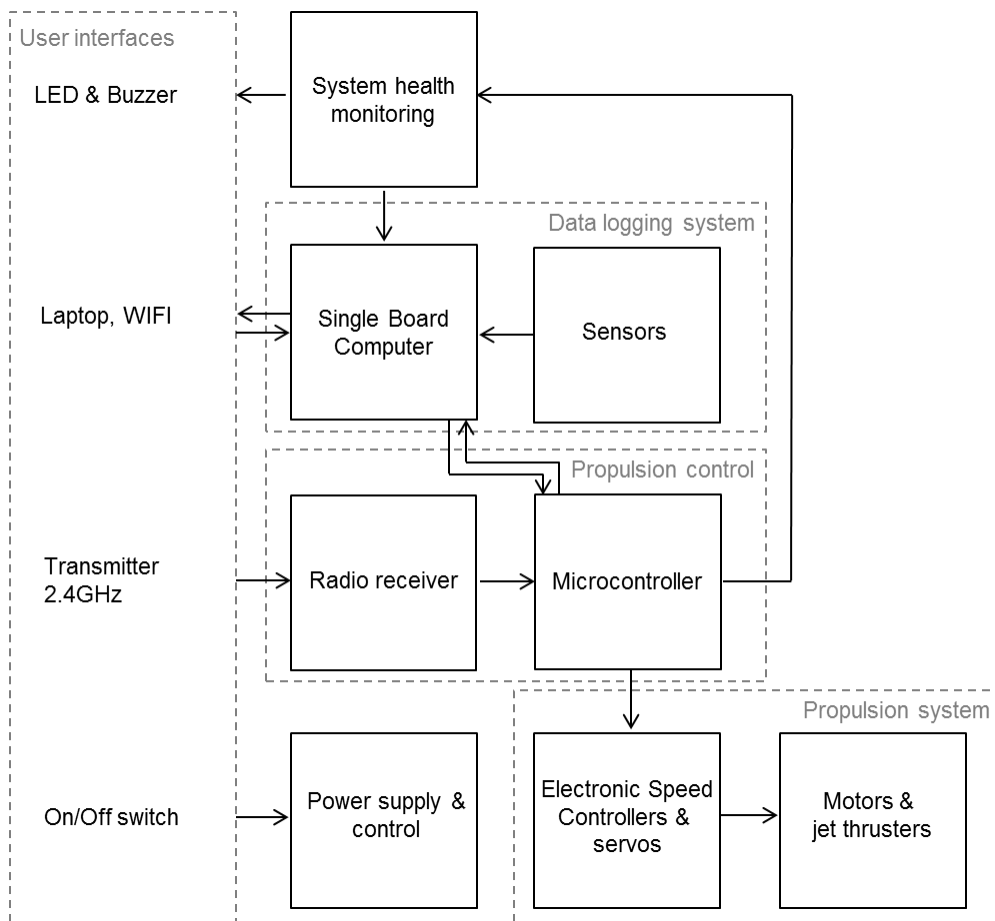 User interfaces
LED & Buzzer
System health
monitoring
Data logging system
Laptop, WIFI
Single Board
Computer
Sensors
Propulsion control
Transmitter
2.4GHz
Radio receiver
Microcontroller
Propulsion system
On/Off switch
Power supply &
control
Electronic Speed
Controllers &
servos
Motors &
jet thrusters